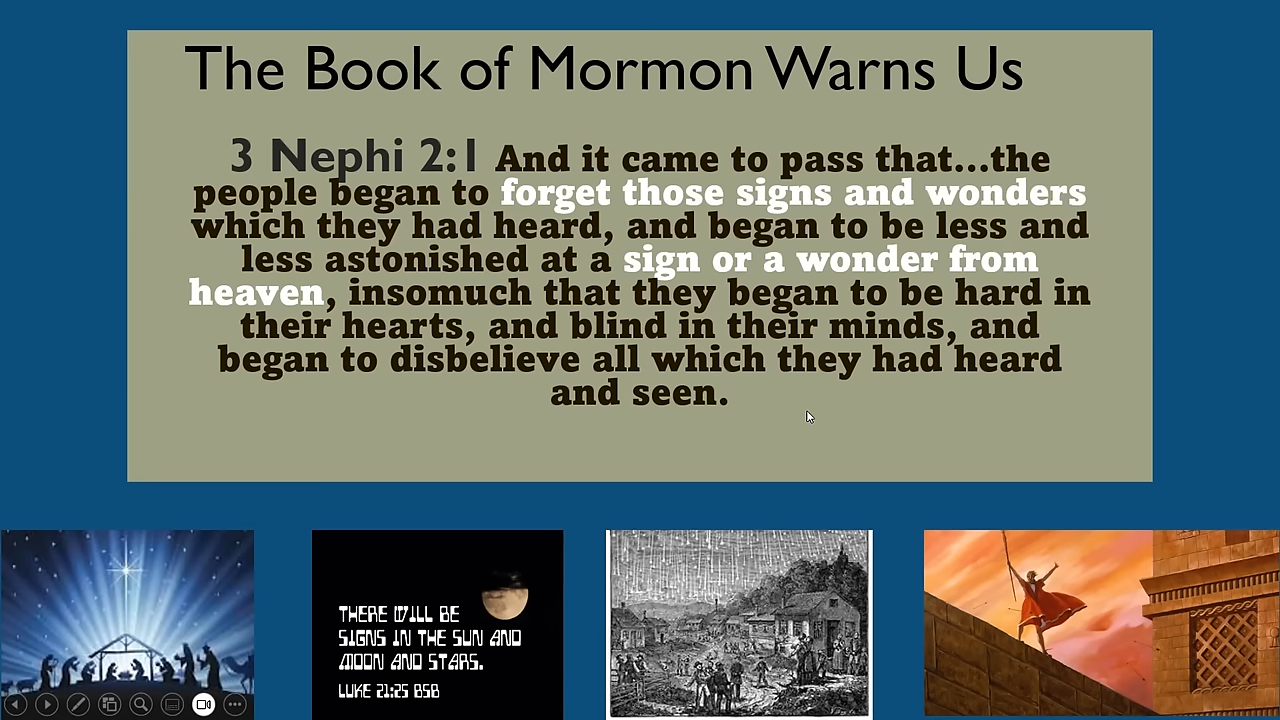 The Book of Mormon Warns Us
3 Nephi 2:1 And it came to pass that...the
people began to forget those signs and wonders
which they had heard, and began to be less and
less astonished at a sign or a wonder from
heaven, insomuch that they began to be hard in
their hearts, and blind in their minds, and
began to disbelieve all which they had heard
and seen.
THERE WILL BE
SIGNS IN THE SUN AND
MOON AND STARS.
LUKE 21:25 BSB